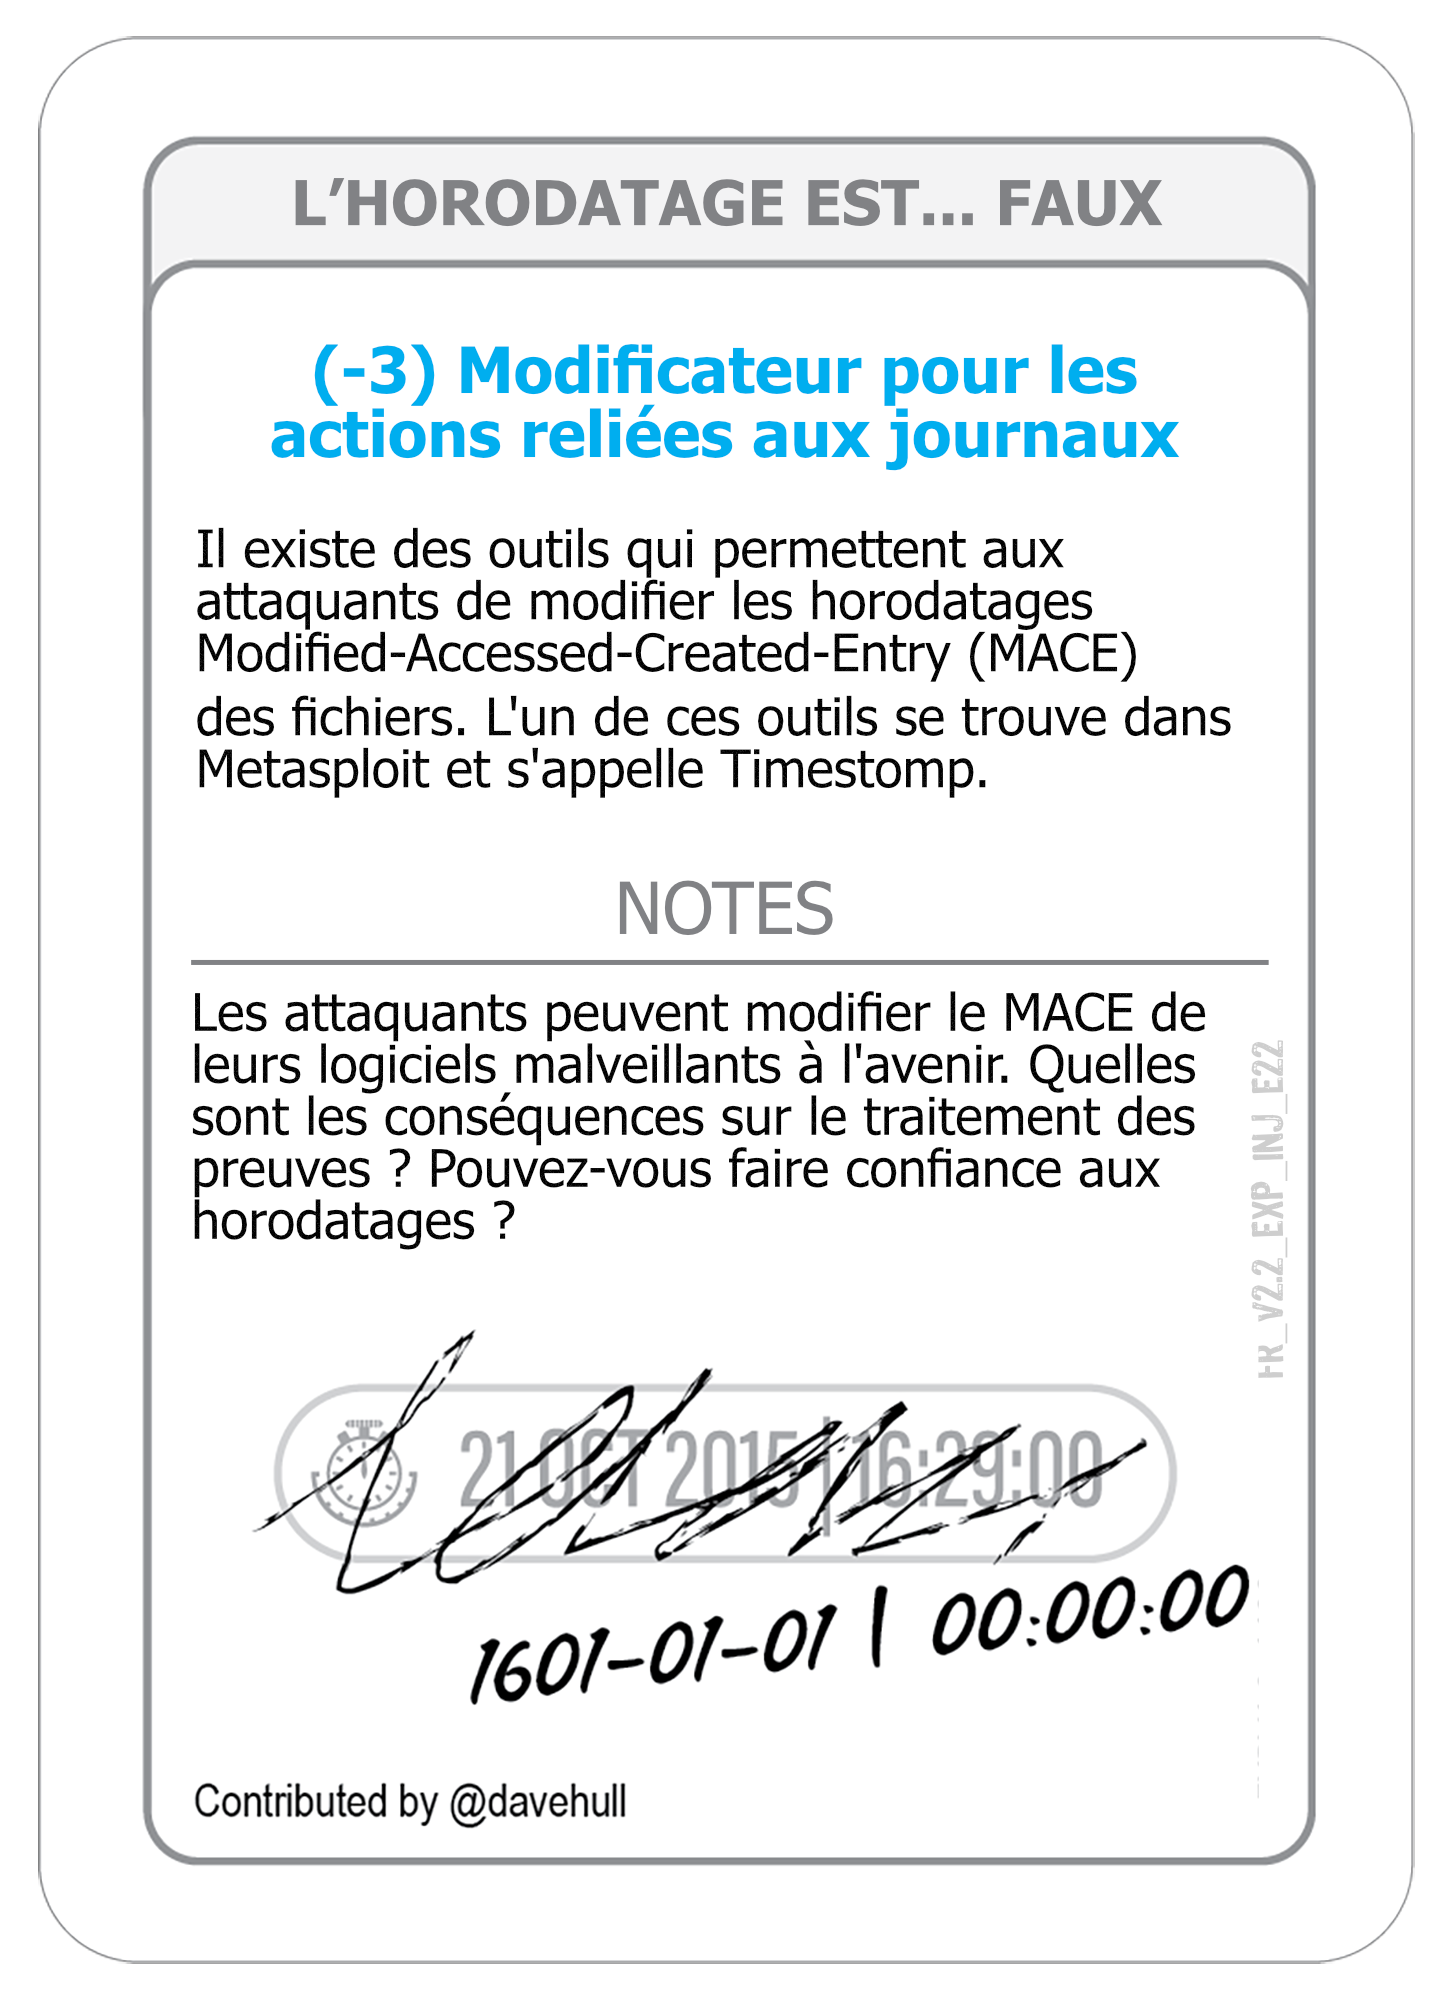 L’HORODATAGE EST... FAUX
(-3) Modificateur pour les
actions reliées aux journaux
Il existe des outils qui permettent aux
attaquants de modifier les horodatages
Modified-Accessed-Created-Entry (MACE)
des fichiers. L'un de ces outils se trouve dans
Metasploit et s'appelle Timestomp.
NOTES
Les attaquants peuvent modifier le MACE de
leurs logiciels malveillants à l'avenir. Quelles
sont les conséquences sur le traitement des
preuves ? Pouvez-vous faire confiance aux
horodatages ?
FR_V2.2_EXP_INJ_E22
21 OCT 2015 | 16:29:00
1601-01-01 | 00:00:00
Contributed by @davehull